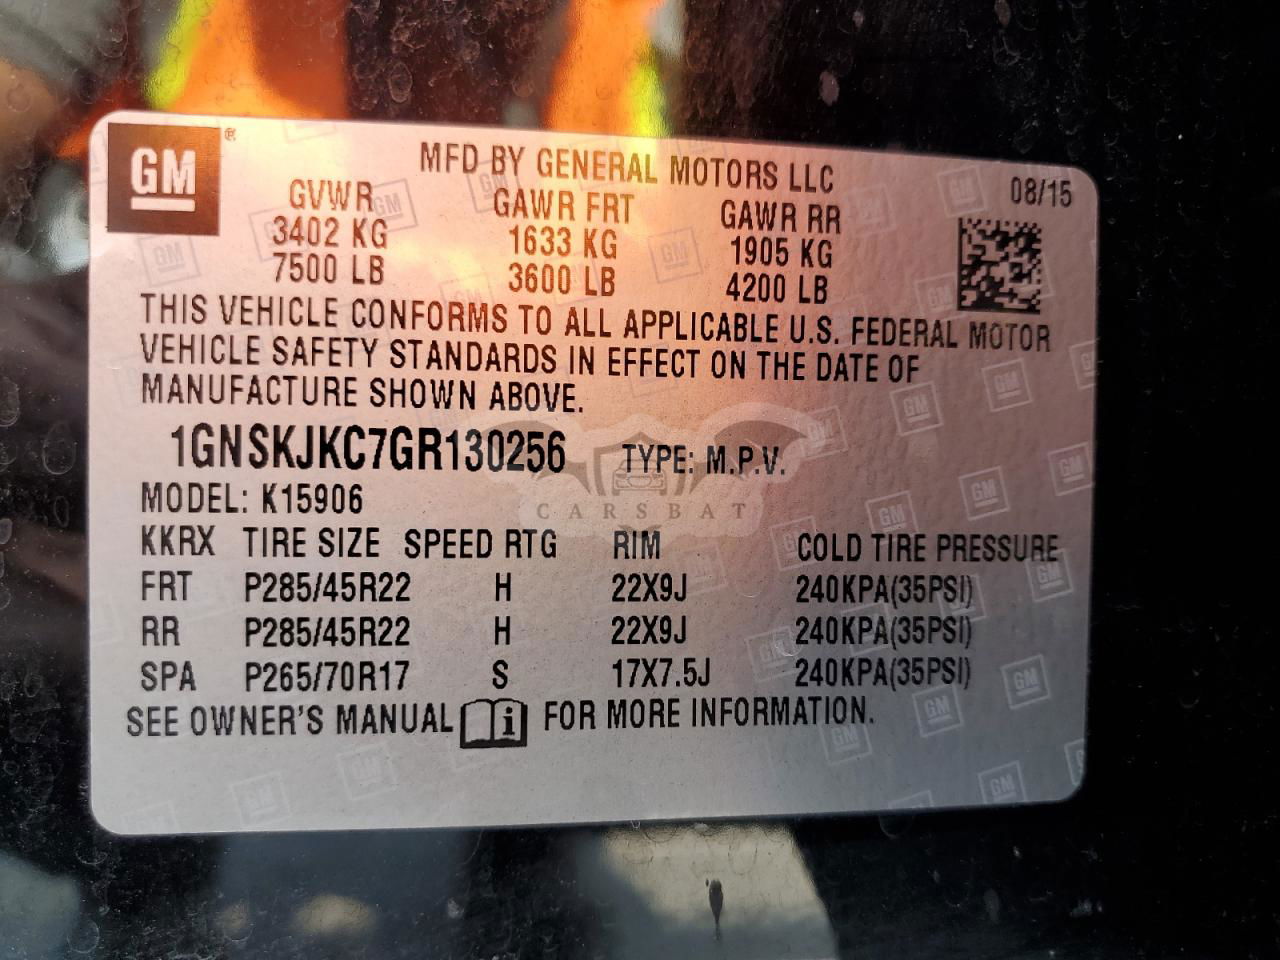 GM ®
MFD BY GENERAL MOTORS LLC
08/15
GVWR GAWR FRT GAWR RR
3402 KG 1633 KG 1905 KG
7500 LB 3600 LB 4200 LB
THIS VEHICLE CONFORMS TO ALL APPLICABLE U.S. FEDERAL MOTOR
VEHICLE SAFETY STANDARDS IN EFFECT ON THE DATE OF
MANUFACTURE SHOWN ABOVE.
1GNSKJKC7GR130256 TYPE: M.P.V.
CARSBAT
MODEL: K15906
KKRX TIRE SIZE SPEED RTG RIM COLD TIRE PRESSURE
FRT P285/45R22 H 22X9J 240KPA(35PSI)
RR P285/45R22 H 22X9J 240KPA(35PSI)
SPA P265/70R17 S 17X7.5J 240KPA(35PSI)
SEE OWNER'S MANUAL i FOR MORE INFORMATION.